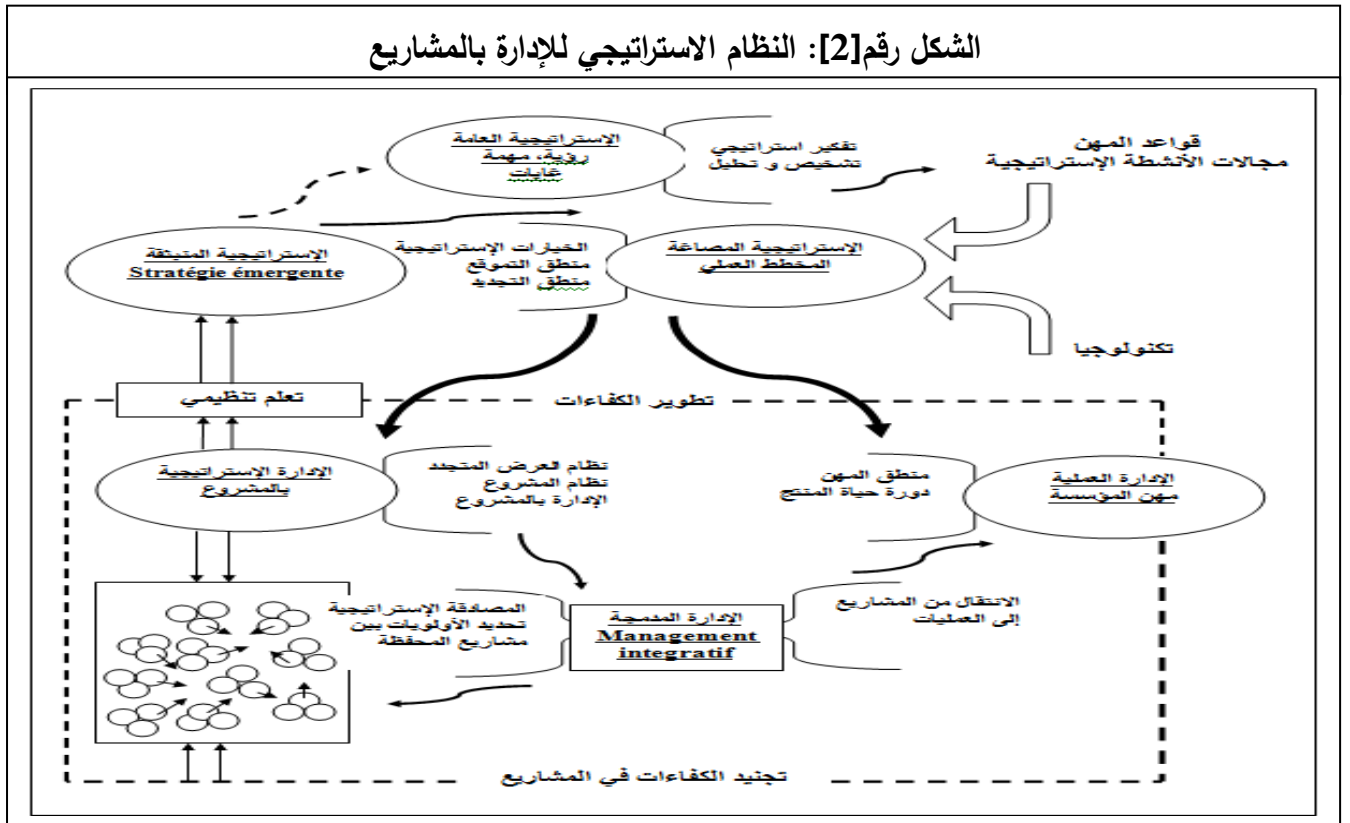 الشكل رقم[2]: النظام الاستراتيجي للإدارة بالمشاريع
الإستراتيجية العامة
رؤية، مهمة
غايات
تفكير استراتيجي
تشخيص و تحليل
قواعد المهن
مجالات الأنشطة الإستراتيجية
الإستراتيجية المنبثقة
Stratégie émergente
الخيارات الإستراتيجية
منطق التموقع
منطق التجديد
الإستراتيجية المصاغة
المخطط العملي
تكنولوجيا
تعلم تنظيمي
تطوير الكفاءات
الإدارة الإستراتيجية
بالمشروع
نظام العرض المتجدد
نظام المشروع
الإدارة بالمشروع
منطق المهن
دورة حياة المنتج
الإدارة العملية
مهن المؤسسة
المصادقة الإستراتيجية
تحديد الأولويات بين
مشاريع المحفظة
الإدارة المدمجة
Management
integratif
الانتقال من المشاريع
إلى العمليات
تجنيد الكفاءات في المشاريع